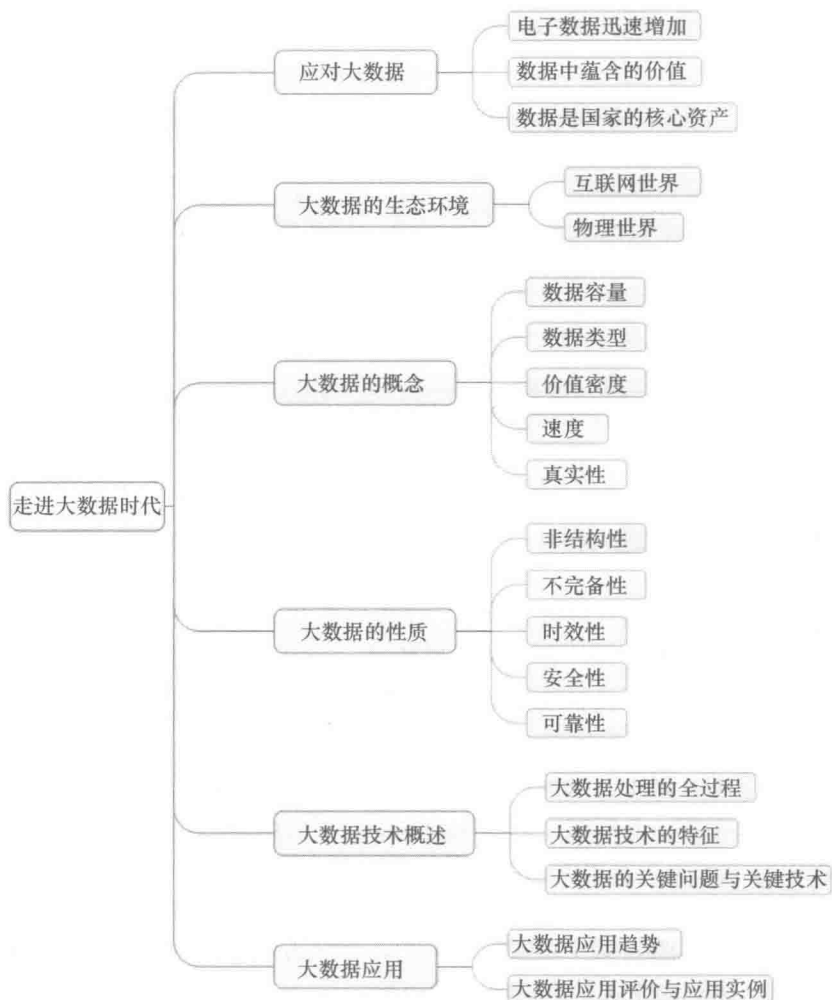 走进大数据时代
应对大数据
电子数据迅速增加
数据中蕴含的价值
数据是国家的核心资产
大数据的生态环境
互联网世界
物理世界
大数据的概念
数据容量
数据类型
价值密度
速度
真实性
大数据的性质
非结构性
不完备性
时效性
安全性
可靠性
大数据技术概述
大数据处理的全过程
大数据技术的特征
大数据的关键问题与关键技术
大数据应用
大数据应用趋势
大数据应用评价与应用实例